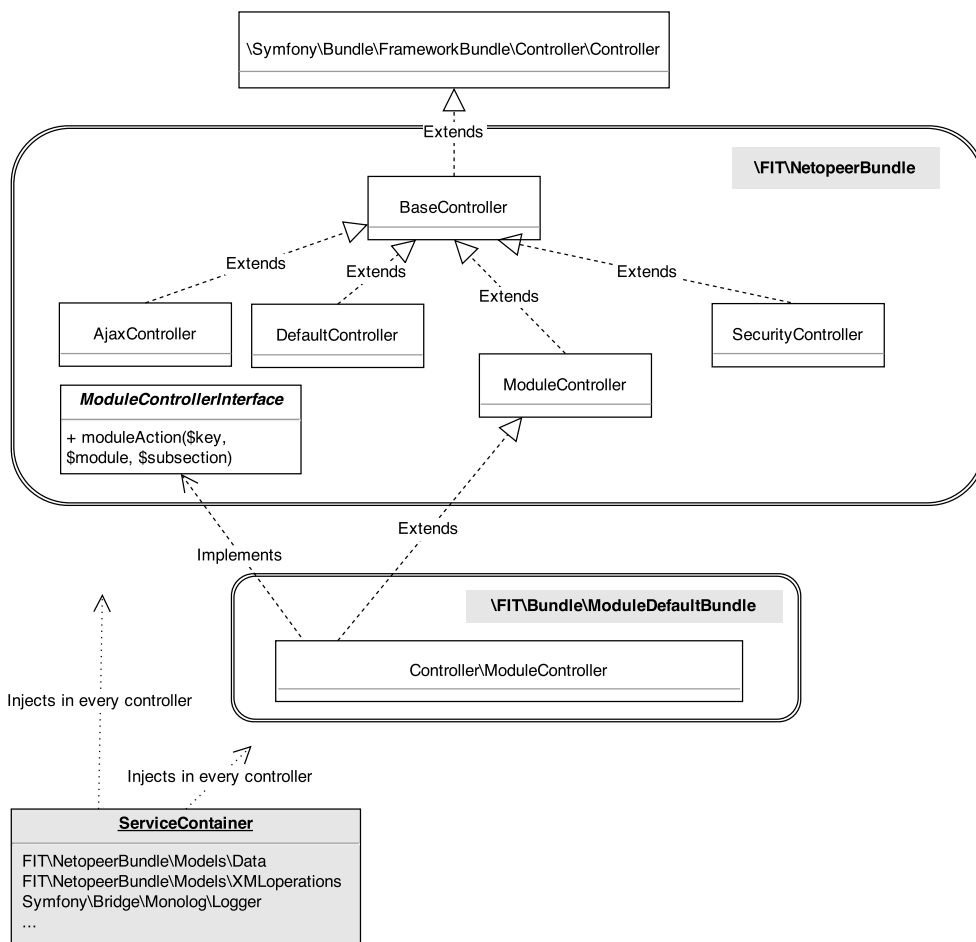 \Symfony\Bundle\FrameworkBundle\Controller\Controller
Extends
\FIT\NetopeerBundle
BaseController
Extends
Extends
Extends
Extends
AjaxController
DefaultController
SecurityController
ModuleController
ModuleControllerInterface
+ moduleAction($key,
$module, $subsection)
Extends
Implements
\FIT\Bundle\ModuleDefaultBundle
Controller\ModuleController
Injects in every controller
Injects in every controller
ServiceContainer
FIT\NetopeerBundle\Models\Data
FIT\NetopeerBundle\Models\XMLoperations
Symfony\Bridge\Monolog\Logger
...